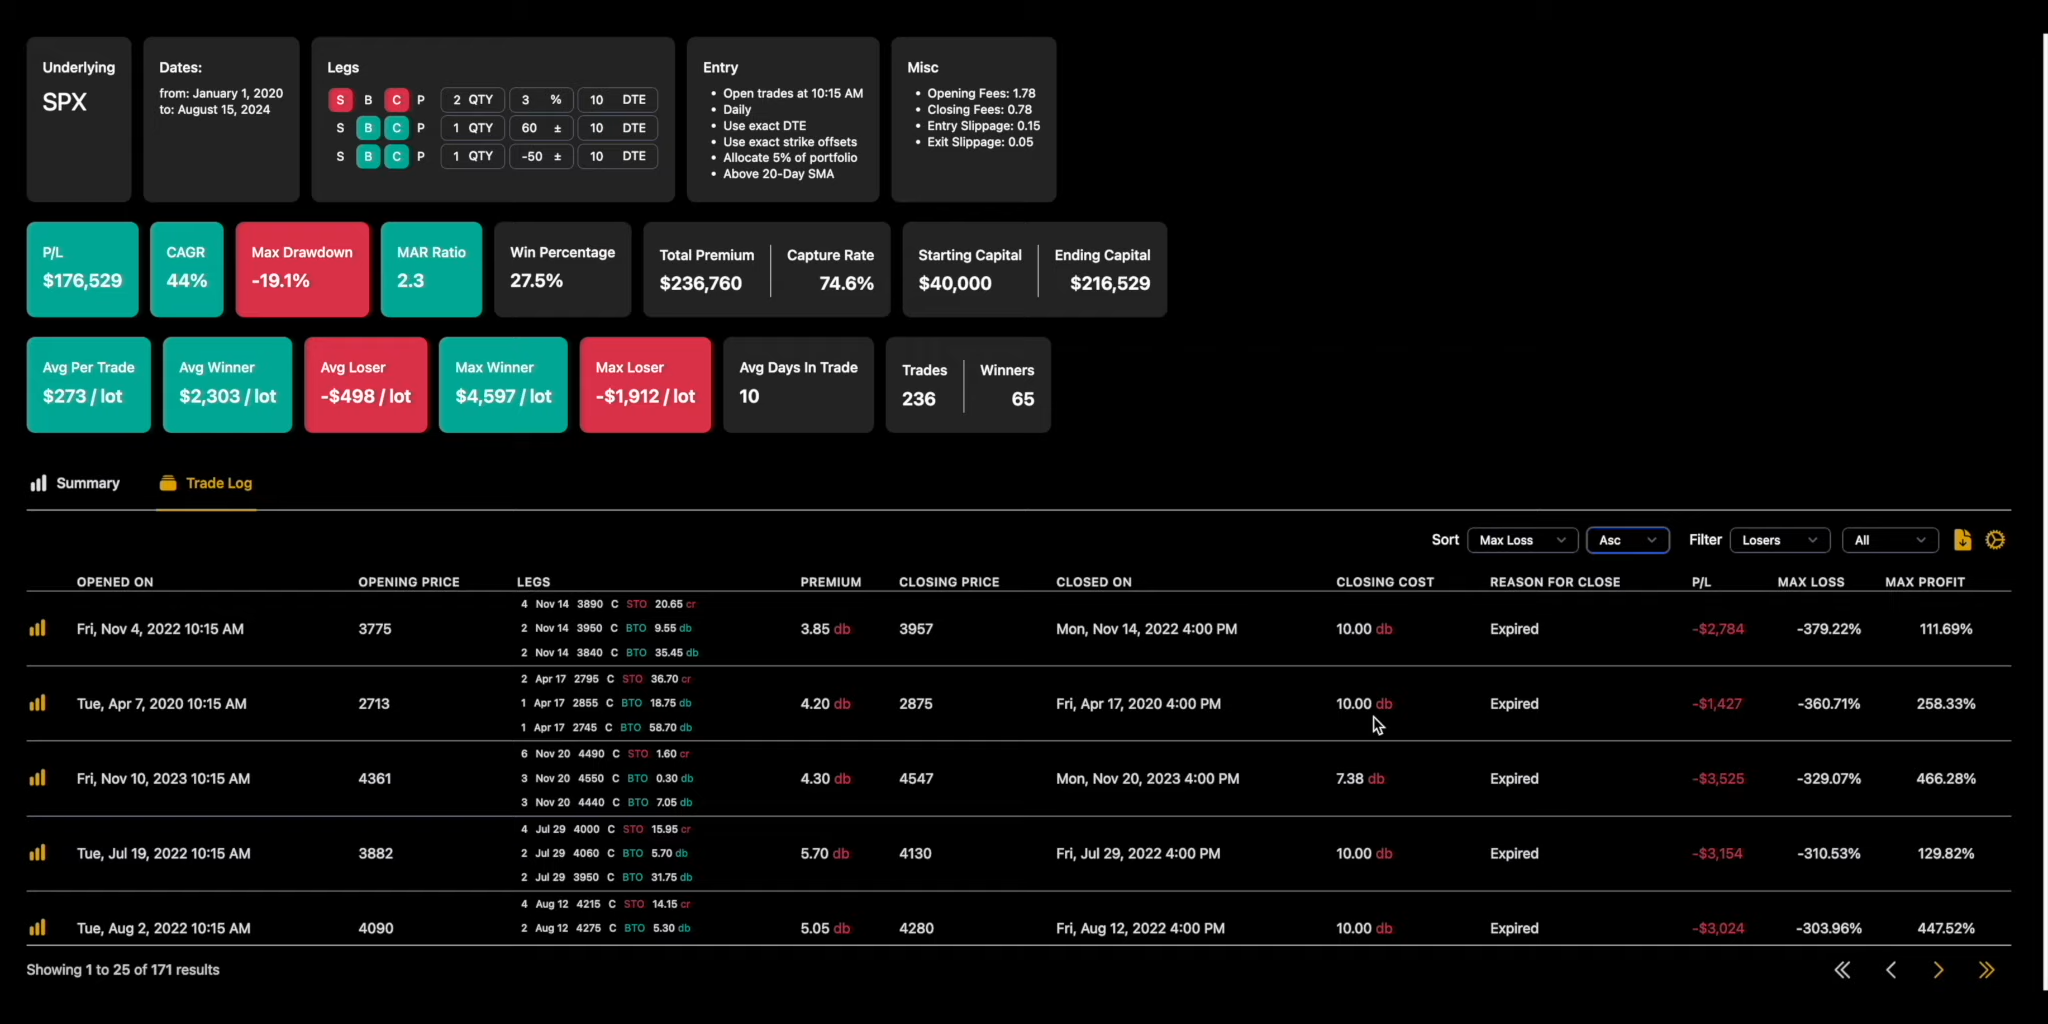 Underlying
SPX
Dates:
from: January 1, 2020
to: August 15, 2024
Legs
S B C P 2 QTY 3 % 10 DTE
S B C P 1 QTY 60 ± 10 DTE
S B C P 1 QTY -50 ± 10 DTE
Entry
• Open trades at 10:15 AM
• Daily
• Use exact DTE
• Use exact strike offsets
• Allocate 5% of portfolio
• Above 20-Day SMA
Misc
• Opening Fees: 1.78
• Closing Fees: 0.78
• Entry Slippage: 0.15
• Exit Slippage: 0.05
P/L
$176,529
CAGR
44%
Max Drawdown
-19.1%
MAR Ratio
2.3
Win Percentage
27.5%
Total Premium
$236,760
Capture Rate
74.6%
Starting Capital
$40,000
Ending Capital
$216,529
Avg Per Trade
$273 / lot
Avg Winner
$2,303 / lot
Avg Loser
-$498 / lot
Max Winner
$4,597 / lot
Max Loser
-$1,912 / lot
Avg Days In Trade
10
Trades
236
Winners
65
Summary Trade Log
Sort Max Loss Asc Filter Losers All
OPENED ON OPENING PRICE LEGS PREMIUM CLOSING PRICE CLOSED ON CLOSING COST REASON FOR CLOSE P/L MAX LOSS MAX PROFIT
4 Nov 14 3890 C STO 20.65 cr
Fri, Nov 4, 2022 10:15 AM 3775 2 Nov 14 3950 C BTO 9.55 db 3.85 db 3957 Mon, Nov 14, 2022 4:00 PM 10.00 db Expired -$2,784 -379.22% 111.69%
2 Nov 14 3840 C BTO 35.45 db
2 Apr 17 2795 C STO 36.70 cr
Tue, Apr 7, 2020 10:15 AM 2713 1 Apr 17 2855 C BTO 18.75 db 4.20 db 2875 Fri, Apr 17, 2020 4:00 PM 10.00 db Expired -$1,427 -360.71% 258.33%
1 Apr 17 2745 C BTO 58.70 db
6 Nov 20 4490 C STO 1.60 cr
Fri, Nov 10, 2023 10:15 AM 4361 3 Nov 20 4550 C BTO 0.30 db 4.30 db 4547 Mon, Nov 20, 2023 4:00 PM 7.38 db Expired -$3,525 -329.07% 466.28%
3 Nov 20 4440 C BTO 7.05 db
4 Jul 29 4000 C STO 15.95 cr
Tue, Jul 19, 2022 10:15 AM 3882 2 Jul 29 4060 C BTO 5.70 db 5.70 db 4130 Fri, Jul 29, 2022 4:00 PM 10.00 db Expired -$3,154 -310.53% 129.82%
2 Jul 29 3950 C BTO 31.75 db
4 Aug 12 4215 C STO 14.15 cr
Tue, Aug 2, 2022 10:15 AM 4090 2 Aug 12 4275 C BTO 5.30 db 5.05 db 4280 Fri, Aug 12, 2022 4:00 PM 10.00 db Expired -$3,024 -303.96% 447.52%
Showing 1 to 25 of 171 results